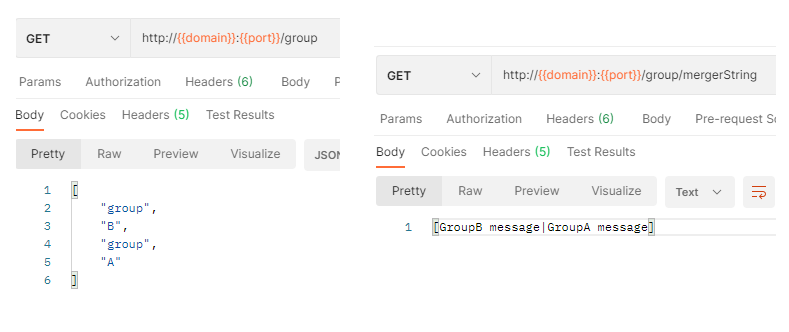 GET http://{{domain}}:{{port}}/group
Params Authorization Headers (6) Body
Body Cookies Headers (5) Test Results
Pretty Raw Preview Visualize JSON
1 [
2 "group",
3 "B",
4 "group",
5 "A"
6 ]
GET http://{{domain}}:{{port}}/group/mergerString
Params Authorization Headers (6) Body Pre-request Sc
Body Cookies Headers (5) Test Results
Pretty Raw Preview Visualize Text
1 [GroupB message|GroupA message]